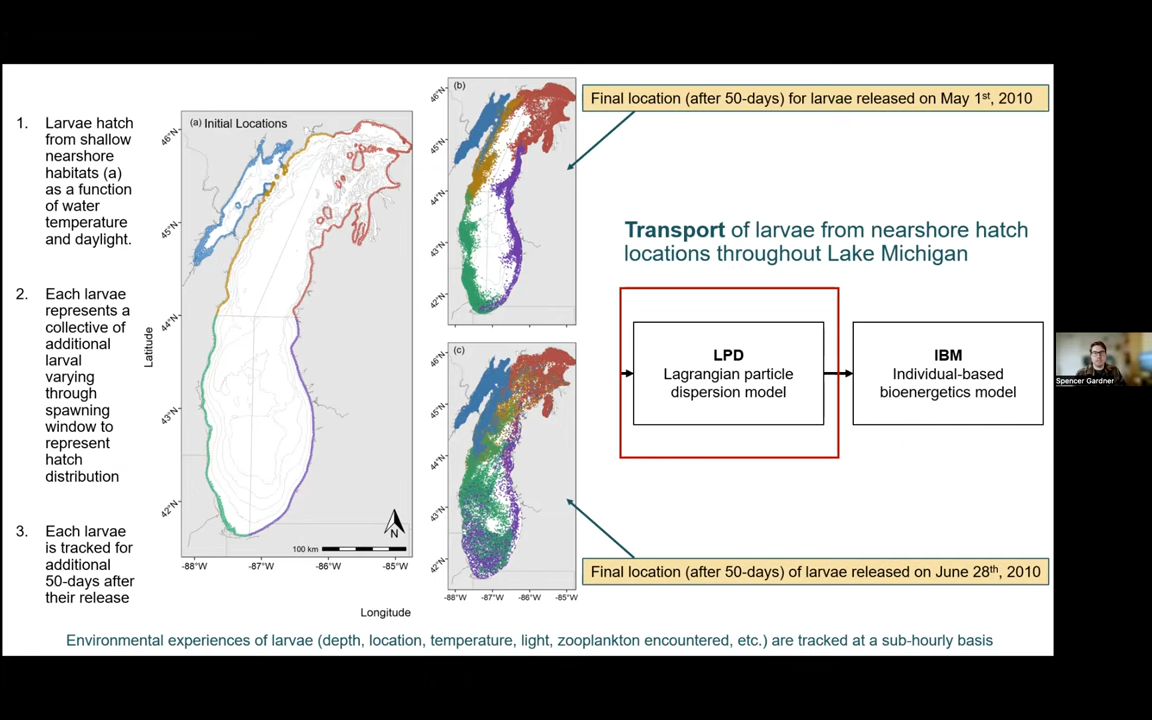 1. Larvae hatch
from shallow
nearshore
habitats (a)
as a function
of water
temperature
and daylight.
2. Each larvae
represents a
collective of
additional
larval
varying
through
spawning
window to
represent
hatch
distribution
3. Each larvae
is tracked for
additional
50-days after
their release
(a) Initial Locations
46°N
45°N
44°N
43°N
42°N
Latitude
100 km
N
-88°W -87°W -86°W -85°W
Longitude
(b)
46°N
45°N
44°N
43°N
42°N
(c)
46°N
45°N
44°N
43°N
42°N
-88°W -87°W -86°W -85°W
Final location (after 50-days) for larvae released on May 1st, 2010
Transport of larvae from nearshore hatch
locations throughout Lake Michigan
LPD
Lagrangian particle
dispersion model
IBM
Individual-based
bioenergetics model
Final location (after 50-days) of larvae released on June 28th, 2010
Environmental experiences of larvae (depth, location, temperature, light, zooplankton encountered, etc.) are tracked at a sub-hourly basis
Spencer Gardner